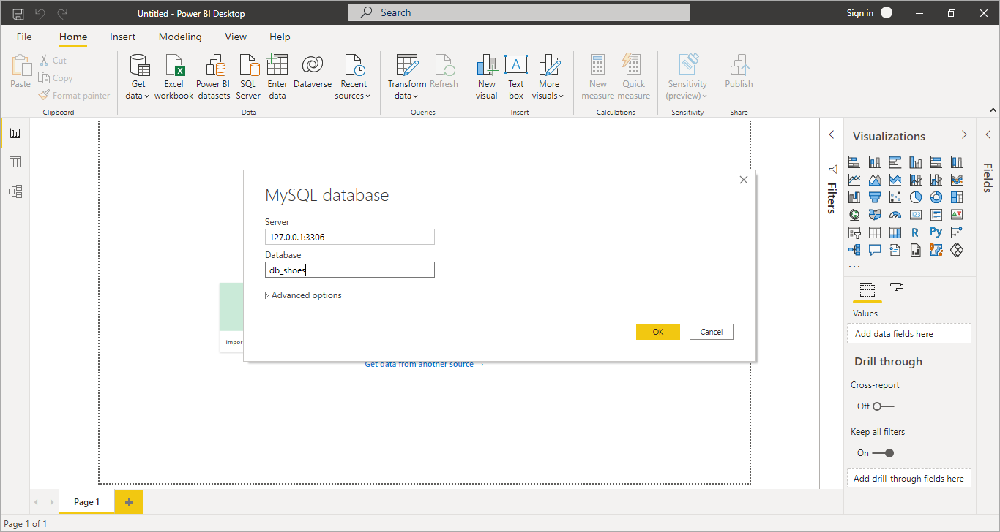 Untitled - Power BI Desktop
Search
Sign in
File
Home
Insert
Modeling
View
Help
Paste
Cut
Copy
Format painter
Clipboard
Get data
Excel workbook
Power BI datasets
SQL Server
Enter data
Dataverse
Recent sources
Data
Transform data
Refresh
Queries
New visual
Text box
More visuals
Insert
New measure
Quick measure
Calculations
Sensitivity (preview)
Sensitivity
Publish
Share
MySQL database
Server
127.0.0.1:3306
Database
db_shoes
Advanced options
OK
Cancel
Impor
Get data from another source →
Filters
Visualizations
123
R
Py
Values
Add data fields here
Drill through
Cross-report
Off
Keep all filters
On
Add drill-through fields here
Fields
Page 1
Page 1 of 1